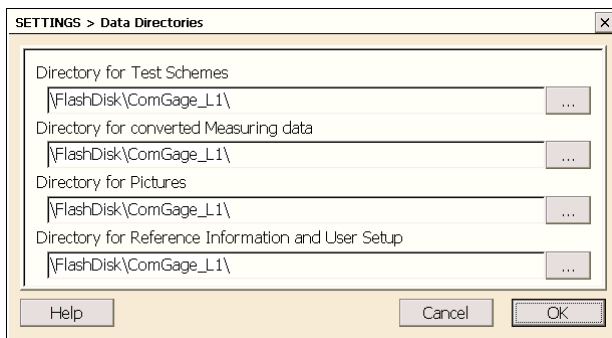 SETTINGS > Data Directories
Directory for Test Schemes
\FlashDisk\ComGage_L1\
...
Directory for converted Measuring data
\FlashDisk\ComGage_L1\
...
Directory for Pictures
\FlashDisk\ComGage_L1\
...
Directory for Reference Information and User Setup
\FlashDisk\ComGage_L1\
...
Help Cancel OK